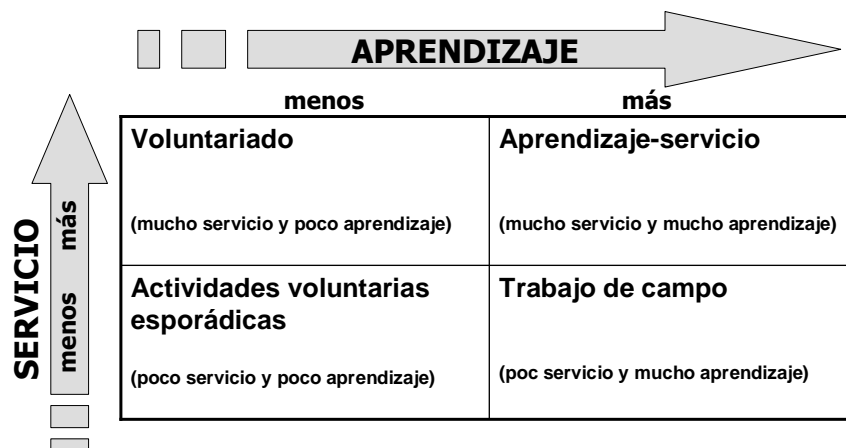 APRENDIZAJE
menos más
SERVICIO
más
menos
Voluntariado
(mucho servicio y poco aprendizaje)
Aprendizaje-servicio
(mucho servicio y mucho aprendizaje)
Actividades voluntarias
esporádicas
(poco servicio y poco aprendizaje)
Trabajo de campo
(poc servicio y mucho aprendizaje)